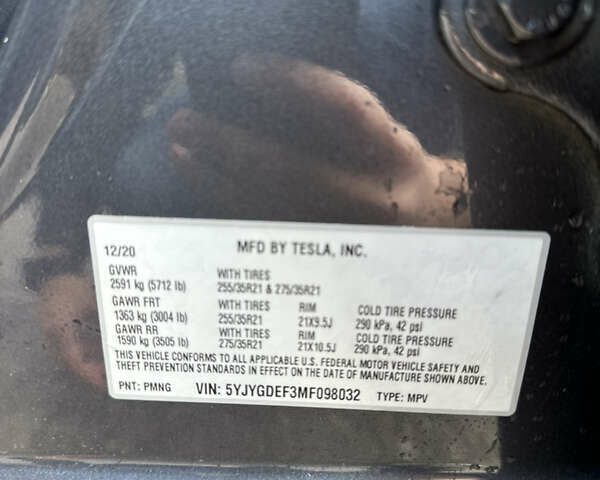 12/20 MFD BY TESLA, INC.
GVWR WITH TIRES
2591 kg (5712 lb) 255/35R21 & 275/35R21
GAWR FRT WITH TIRES RIM COLD TIRE PRESSURE
1363 kg (3004 lb) 255/35R21 21X9.5J 290 kPa, 42 psi
GAWR RR WITH TIRES RIM COLD TIRE PRESSURE
1590 kg (3505 lb) 275/35R21 21X10.5J 290 kPa, 42 psi
THIS VEHICLE CONFORMS TO ALL APPLICABLE U.S. FEDERAL MOTOR VEHICLE SAFETY AND
THEFT PREVENTION STANDARDS IN EFFECT ON THE DATE OF MANUFACTURE SHOWN ABOVE.
PNT: PMNG VIN: 5YJYGDEF3MF098032 TYPE: MPV